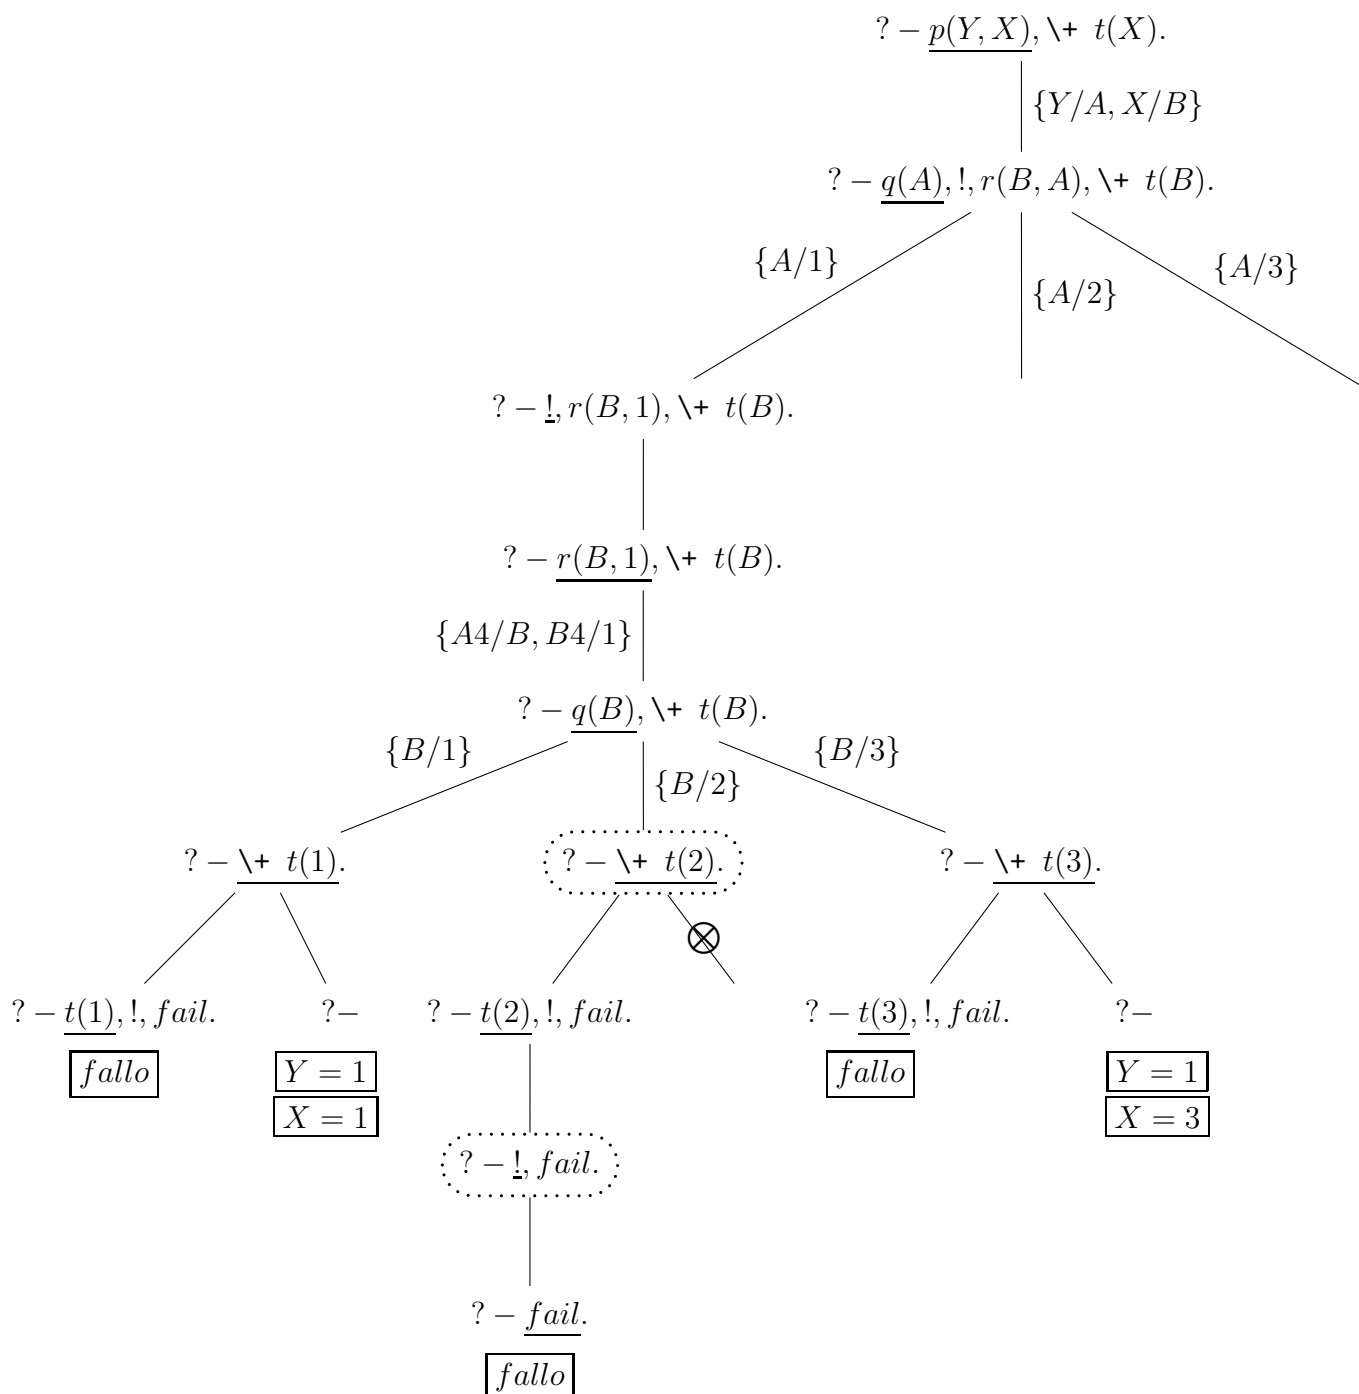 ? − p(Y, X), \+ t(X).
{Y/A, X/B}
? − q(A), !, r(B, A), \+ t(B).
{A/1}
{A/2}
{A/3}
? − !, r(B, 1), \+ t(B).
? − r(B, 1), \+ t(B).
{A4/B, B4/1}
? − q(B), \+ t(B).
{B/1}
{B/2}
{B/3}
? − \+ t(1).
? − \+ t(2).
? − \+ t(3).
? − t(1), !, fail.
? −
? − t(2), !, fail.
? − t(3), !, fail.
? −
fallo
Y = 1
X = 1
fallo
Y = 1
X = 3
? − !, fail.
? − fail.
fallo